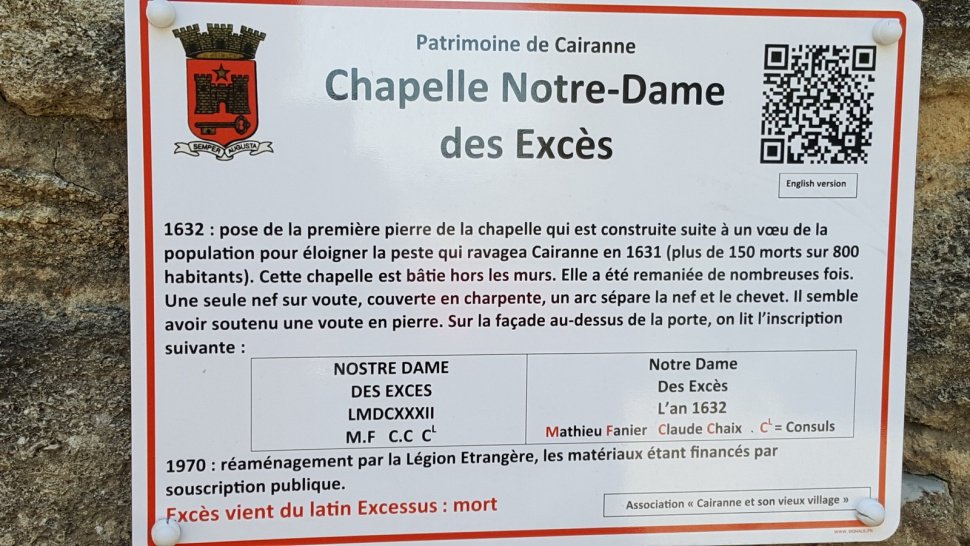 Patrimoine de Cairanne
Chapelle Notre-Dame
des Excès
SEMPER AUGUSTA
English version
1632 : pose de la première pierre de la chapelle qui est construite suite à un vœu de la
population pour éloigner la peste qui ravagea Cairanne en 1631 (plus de 150 morts sur 800
habitants). Cette chapelle est bâtie hors les murs. Elle a été remaniée de nombreuses fois.
Une seule nef sur voute, couverte en charpente, un arc sépare la nef et le chevet. Il semble
avoir soutenu une voute en pierre. Sur la façade au-dessus de la porte, on lit l’inscription
suivante :
NOSTRE DAME
DES EXCES
LMDCXXXII
M.F C.C CL
Notre Dame
Des Excès
L’an 1632
Mathieu Fanier Claude Chaix . CL = Consuls
1970 : réaménagement par la Légion Etrangère, les matériaux étant financés par
souscription publique.
Excès vient du latin Excessus : mort
Association « Cairanne et son vieux village »